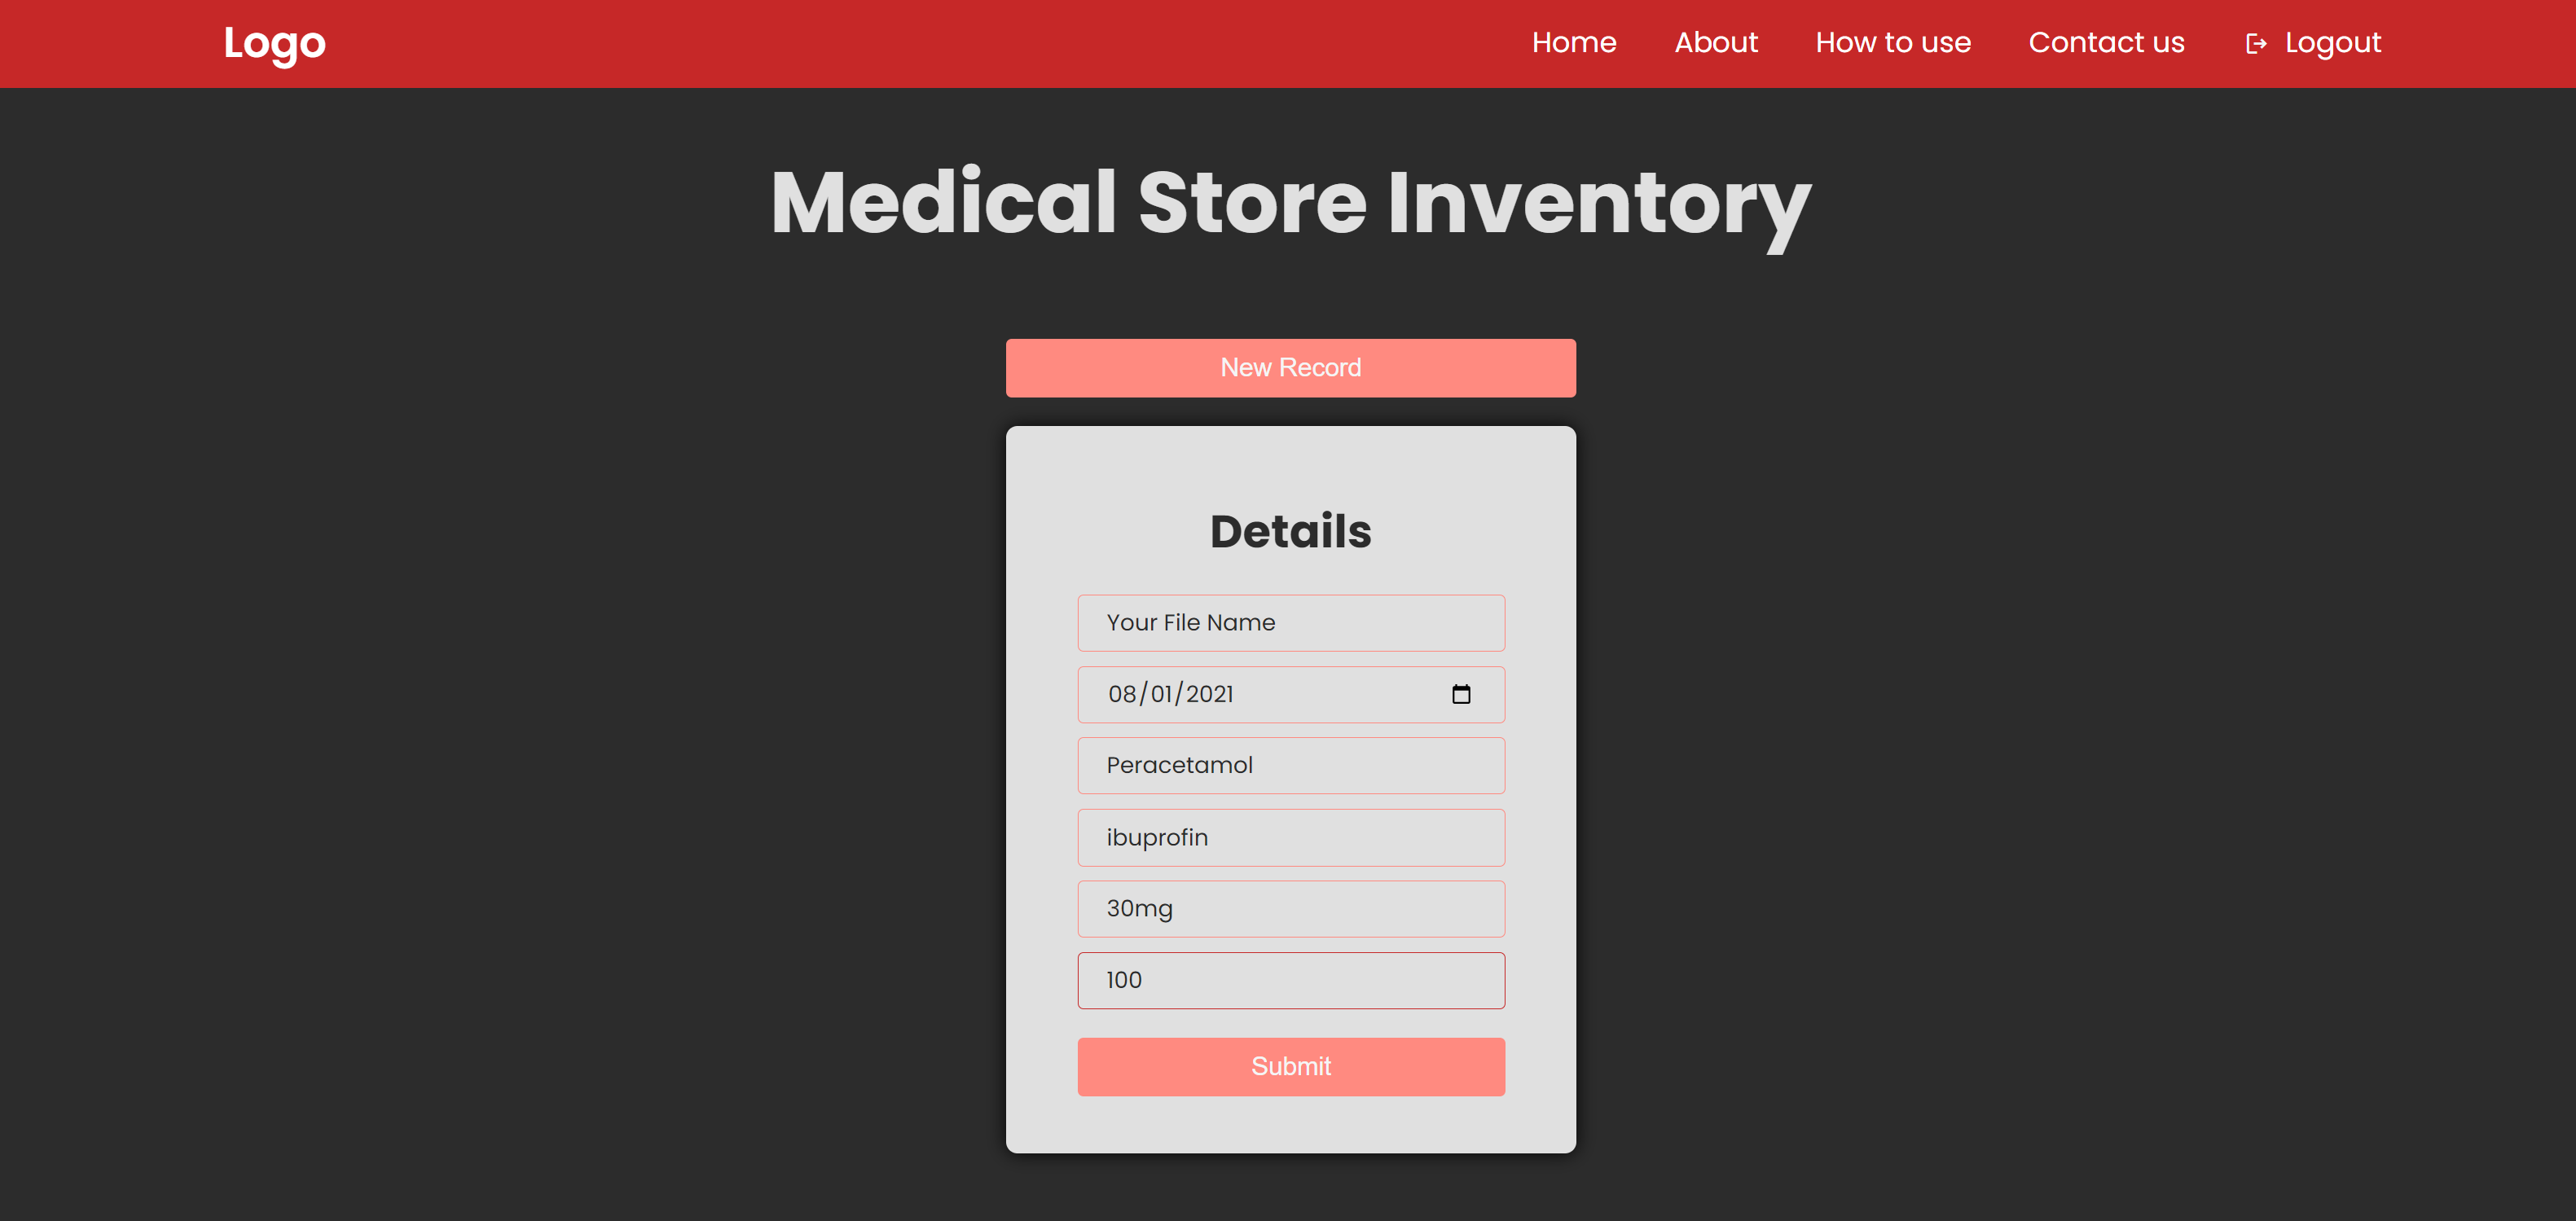 Logo Home About How to use Contact us Logout
Medical Store Inventory
New Record
Details
Your File Name
08/01/2021
Peracetamol
ibuprofin
30mg
100
Submit